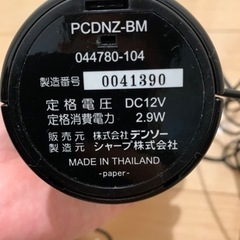 PCDNZ-BM
044780-104
製造番号 0041390
定格電圧 DC12V
定格消費電力 2.9W
販売元 株式会社デンソー
製造元 シャープ株式会社
MADE IN THAILAND
-paper-